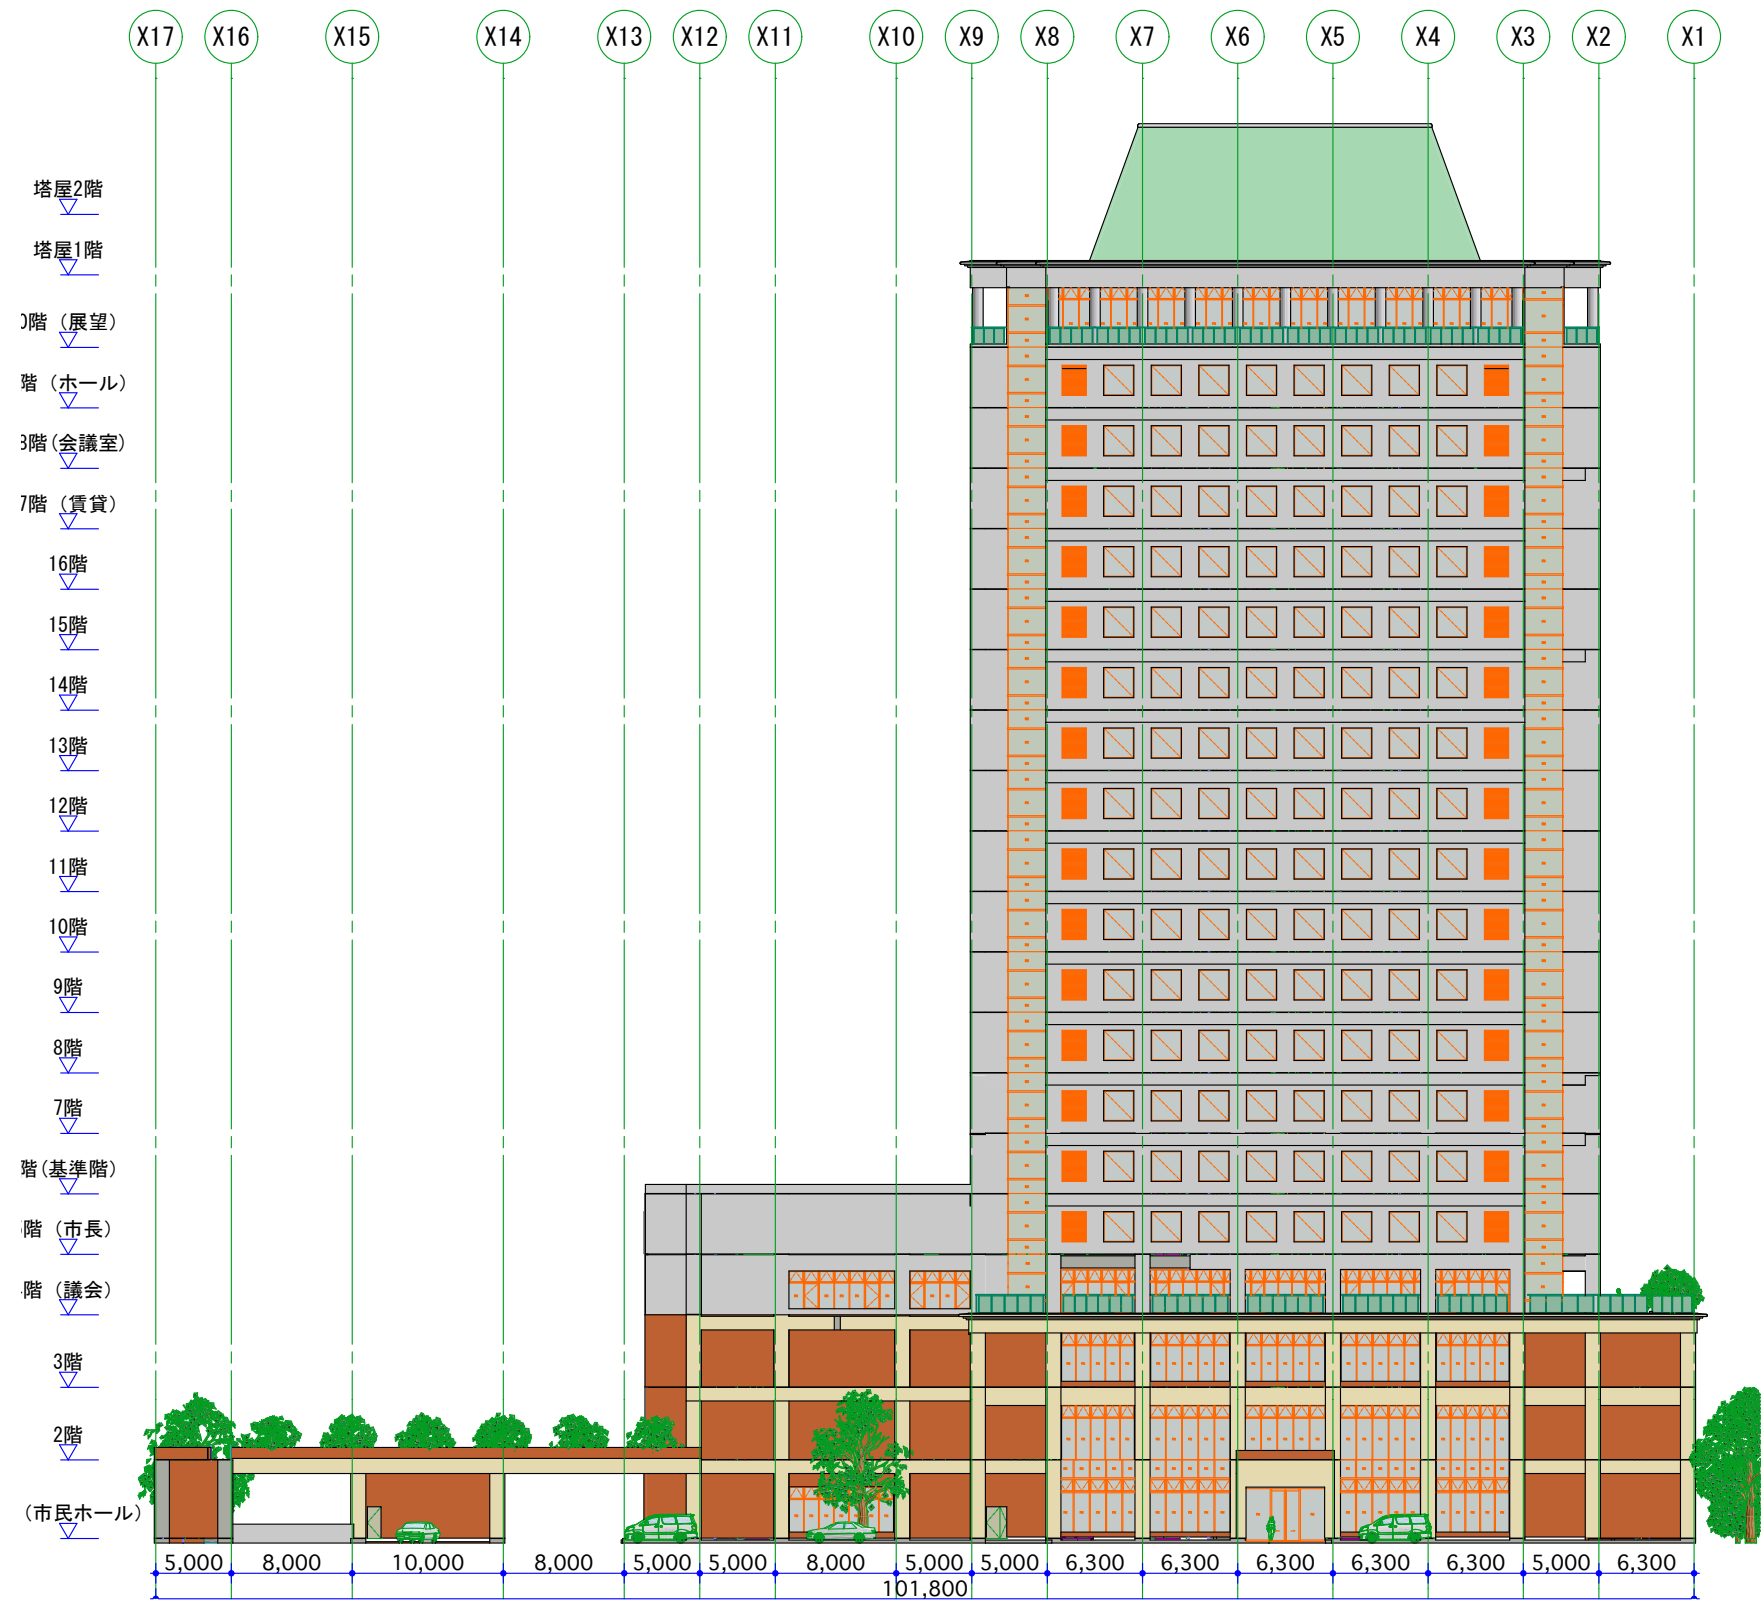 X17 X16 X15 X14 X13 X12 X11 X10 X9 X8 X7 X6 X5 X4 X3 X2 X1
塔屋2階
塔屋1階
0階（展望）
階（ホール）
8階(会議室)
7階（賃貸）
16階
15階
14階
13階
12階
11階
10階
9階
8階
7階
階(基準階)
階（市長）
階（議会）
3階
2階
（市民ホール）
5,000 8,000 10,000 8,000 5,000 5,000 8,000 5,000 5,000 6,300 6,300 6,300 6,300 6,300 5,000 6,300
101,800